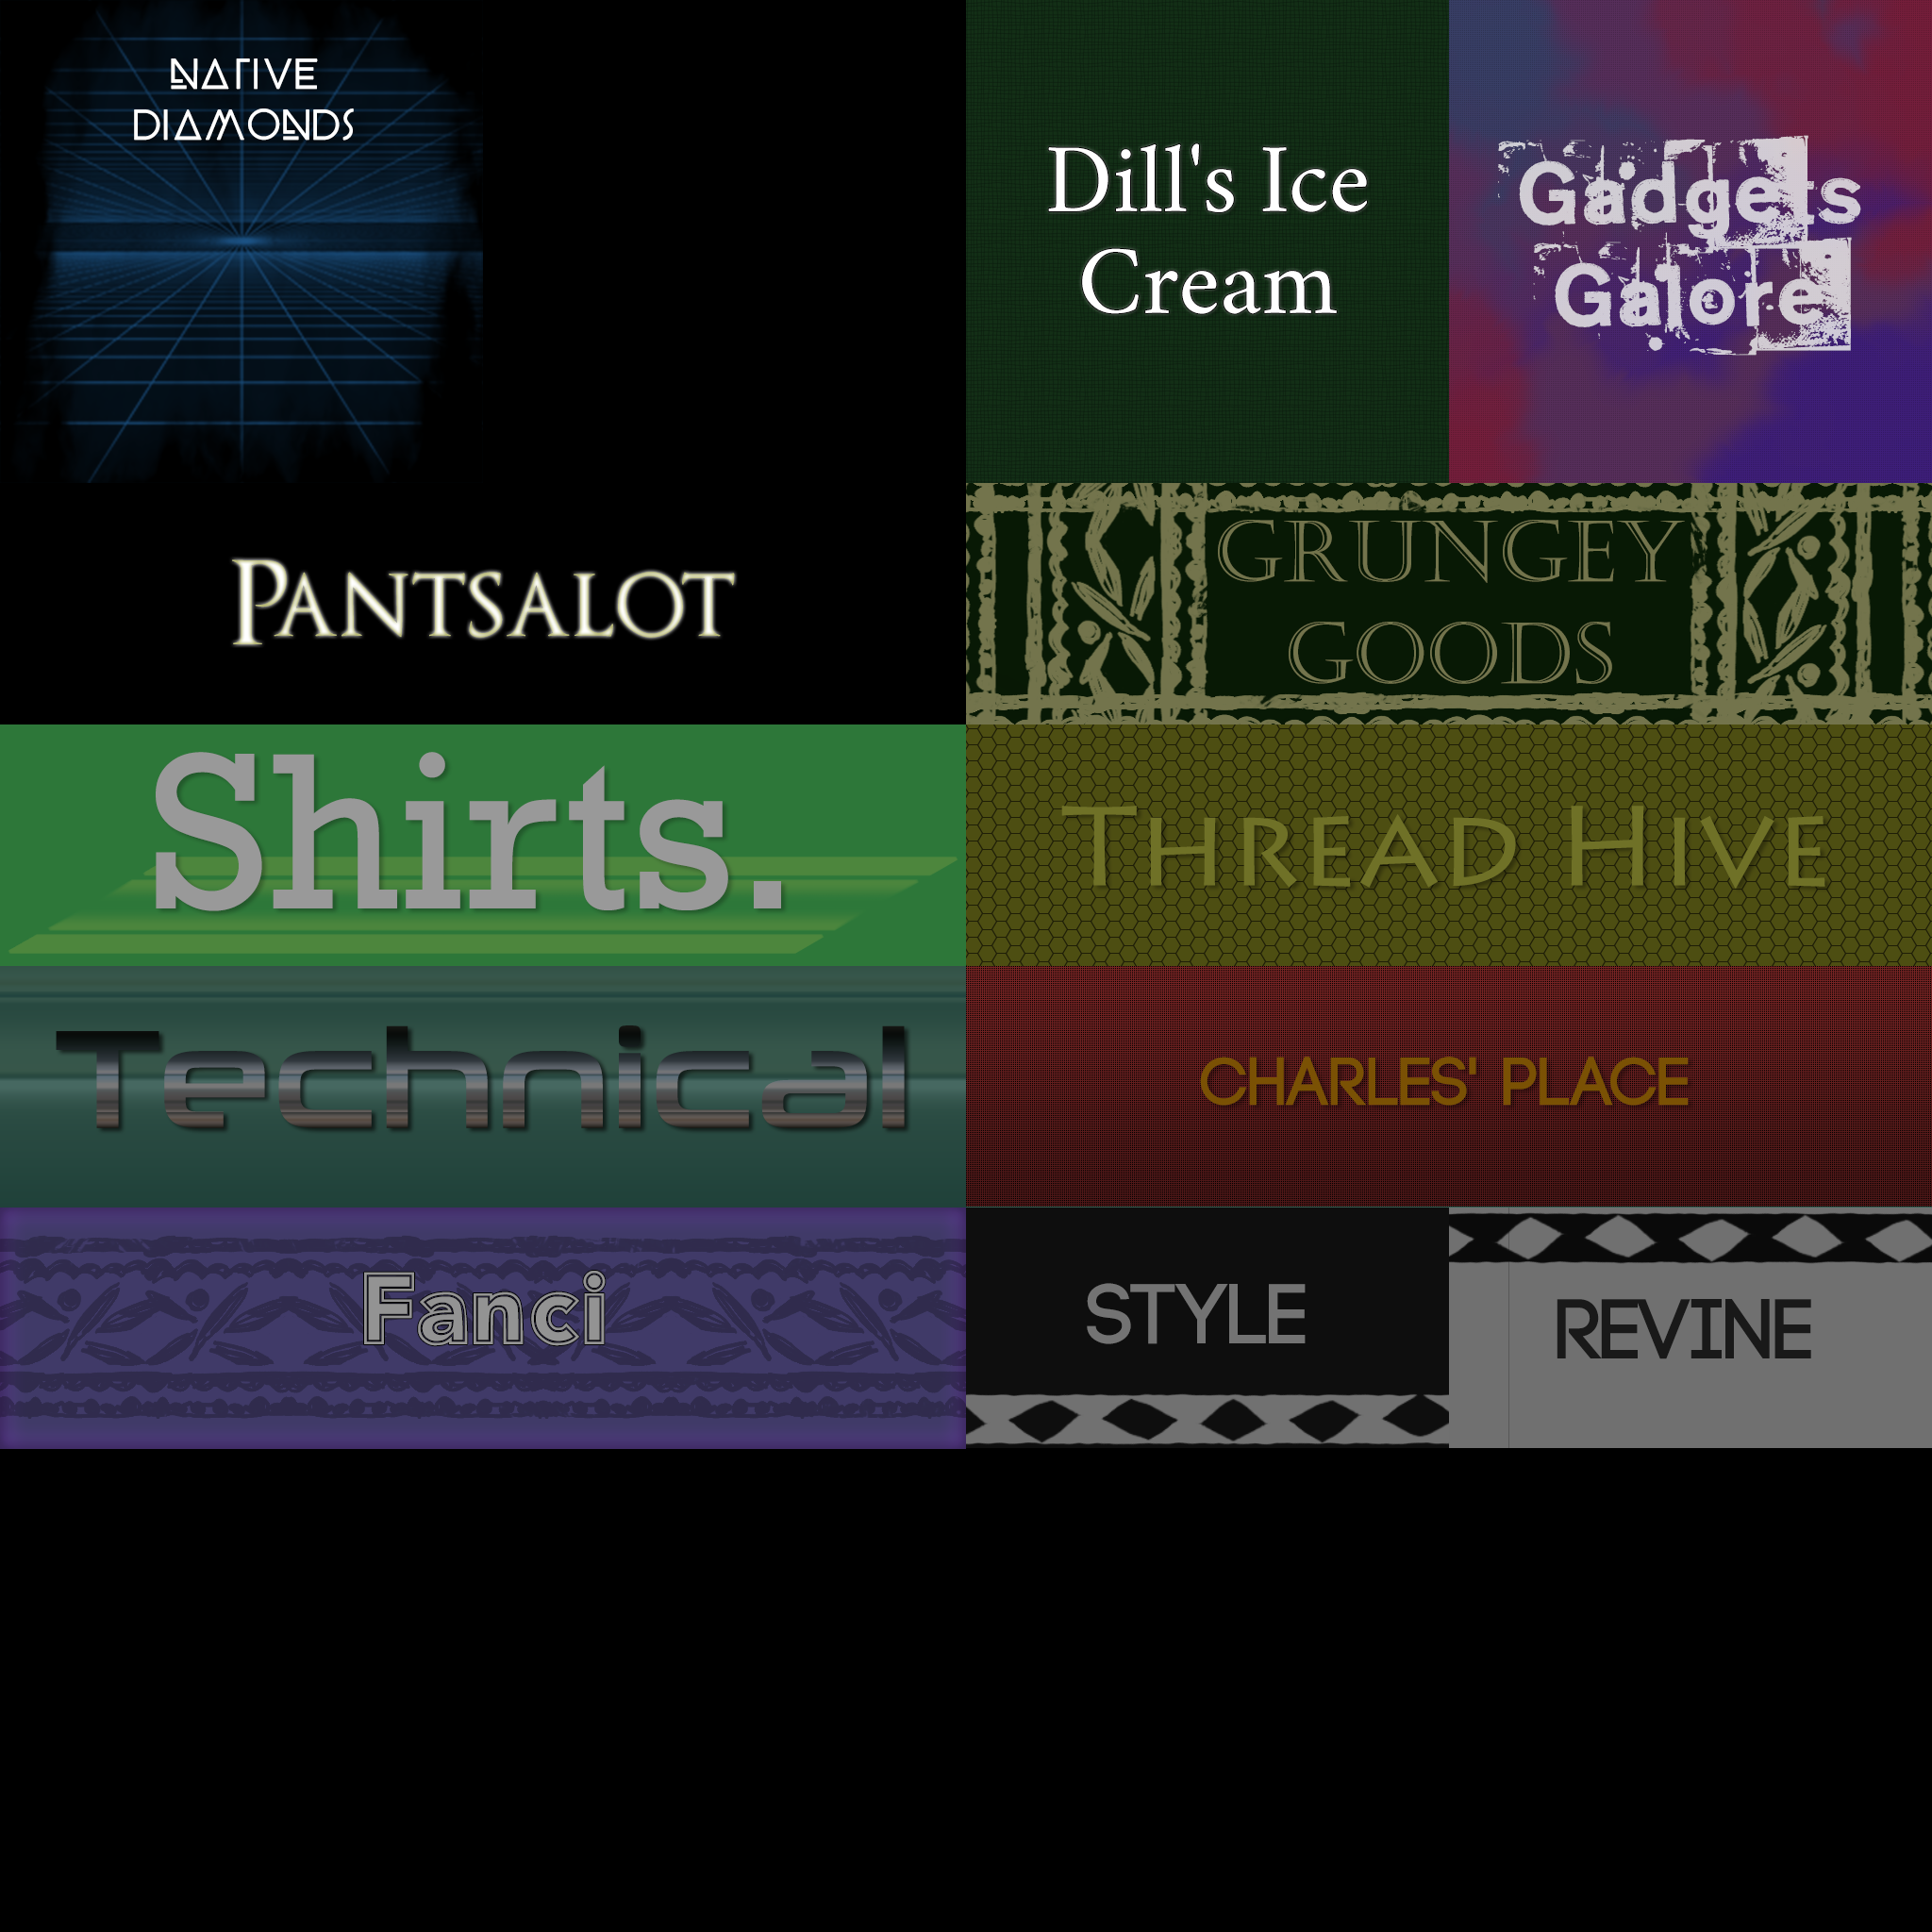 NATIVE
DIAMONDS
Dill's Ice
Cream
Gadgets
Galore
PANTSALOT
GRUNGEY
GOODS
Shirts.
THREAD HIVE
Technical
CHARLES' PLACE
Fanci
STYLE
REVINE